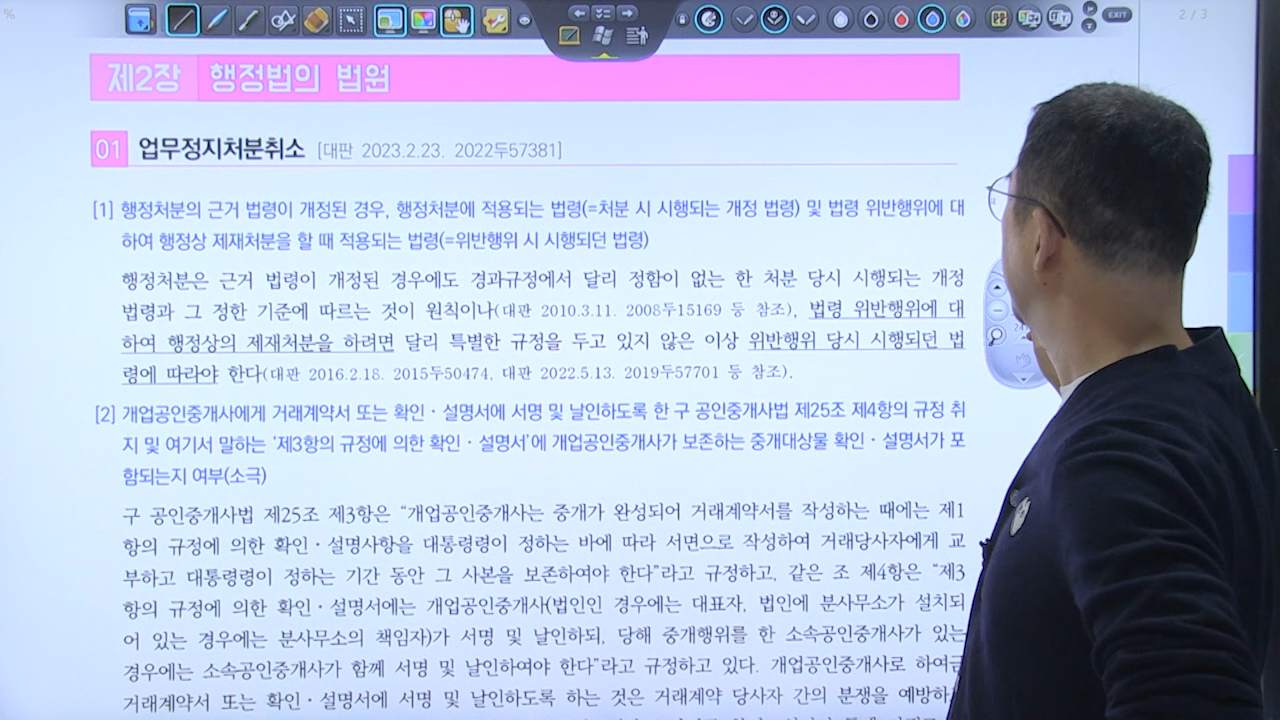 %
EXIT
2 / 3
제2장 행정법의 법원
01 업무정지처분취소 [대판 2023.2.23. 2022두57381]
[1] 행정처분의 근거 법령이 개정된 경우, 행정처분에 적용되는 법령(=처분 시 시행되는 개정 법령) 및 법령 위반행위에 대
하여 행정상 제재처분을 할 때 적용되는 법령(=위반행위 시 시행되던 법령)
행정처분은 근거 법령이 개정된 경우에도 경과규정에서 달리 정함이 없는 한 처분 당시 시행되는 개정
법령과 그 정한 기준에 따르는 것이 원칙이나(대판 2010.3.11. 2008두15169 등 참조), 법령 위반행위에 대
하여 행정상의 제재처분을 하려면 달리 특별한 규정을 두고 있지 않은 이상 위반행위 당시 시행되던 법
령에 따라야 한다(대판 2016.2.18. 2015두50474, 대판 2022.5.13. 2019두57701 등 참조).
[2] 개업공인중개사에게 거래계약서 또는 확인·설명서에 서명 및 날인하도록 한 구 공인중개사법 제25조 제4항의 규정 취
지 및 여기서 말하는 ‘제3항의 규정에 의한 확인·설명서’에 개업공인중개사가 보존하는 중개대상물 확인·설명서가 포
함되는지 여부(소극)
구 공인중개사법 제25조 제3항은 “개업공인중개사는 중개가 완성되어 거래계약서를 작성하는 때에는 제1
항의 규정에 의한 확인·설명사항을 대통령령이 정하는 바에 따라 서면으로 작성하여 거래당사자에게 교
부하고 대통령령이 정하는 기간 동안 그 사본을 보존하여야 한다”라고 규정하고, 같은 조 제4항은 “제3
항의 규정에 의한 확인·설명서에는 개업공인중개사(법인인 경우에는 대표자, 법인에 분사무소가 설치되
어 있는 경우에는 분사무소의 책임자)가 서명 및 날인하되, 당해 중개행위를 한 소속공인중개사가 있는
경우에는 소속공인중개사가 함께 서명 및 날인하여야 한다”라고 규정하고 있다. 개업공인중개사로 하여금
거래계약서 또는 확인·설명서에 서명 및 날인하도록 하는 것은 거래계약 당사자 간의 분쟁을 예방하